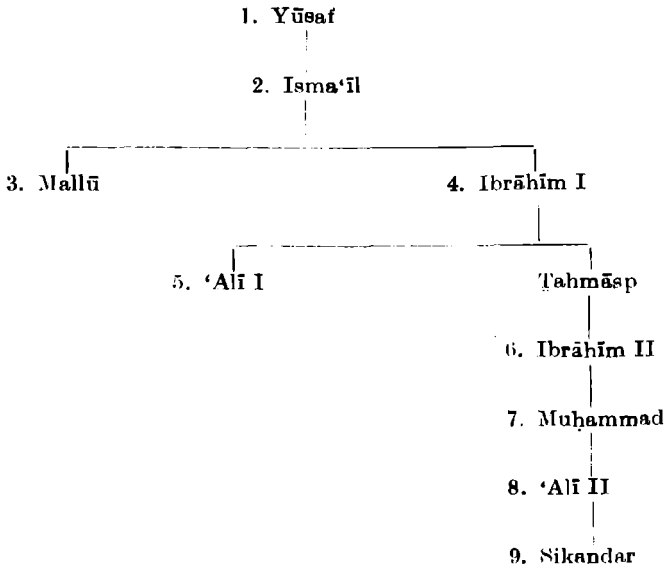 1. Yūsaf
2. Isma‘īl
3. Mallū 4. Ibrāhīm I
5. ‘Alī I Ṭahmāsp
6. Ibrāhīm II
7. Muḥammad
8. ‘Alī II
9. Sikandar